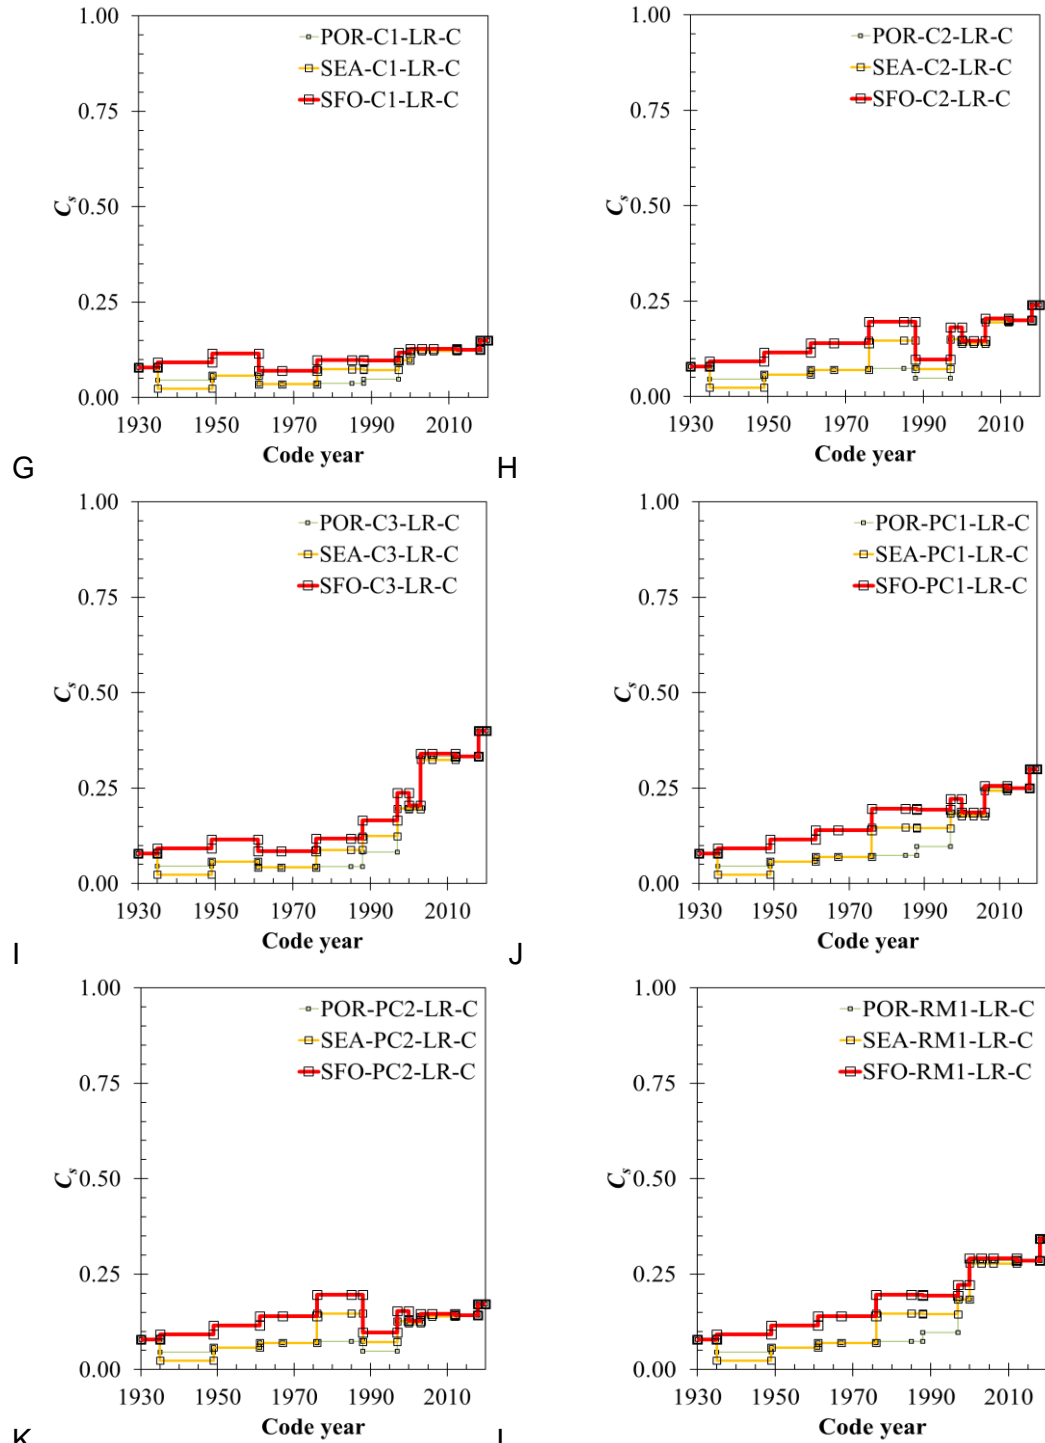 1.00
POR-C1-LR-C
SEA-C1-LR-C
SFO-C1-LR-C
0.75
0.50
Cs
0.25
0.00
1930 1950 1970 1990 2010
Code year
G
1.00
POR-C2-LR-C
SEA-C2-LR-C
SFO-C2-LR-C
0.75
0.50
Cs
0.25
0.00
1930 1950 1970 1990 2010
Code year
H
1.00
POR-C3-LR-C
SEA-C3-LR-C
SFO-C3-LR-C
0.75
0.50
Cs
0.25
0.00
1930 1950 1970 1990 2010
Code year
I
1.00
POR-PC1-LR-C
SEA-PC1-LR-C
SFO-PC1-LR-C
0.75
0.50
Cs
0.25
0.00
1930 1950 1970 1990 2010
Code year
J
1.00
POR-PC2-LR-C
SEA-PC2-LR-C
SFO-PC2-LR-C
0.75
0.50
Cs
0.25
0.00
1930 1950 1970 1990 2010
Code year
K
1.00
POR-RM1-LR-C
SEA-RM1-LR-C
SFO-RM1-LR-C
0.75
0.50
Cs
0.25
0.00
1930 1950 1970 1990 2010
Code year